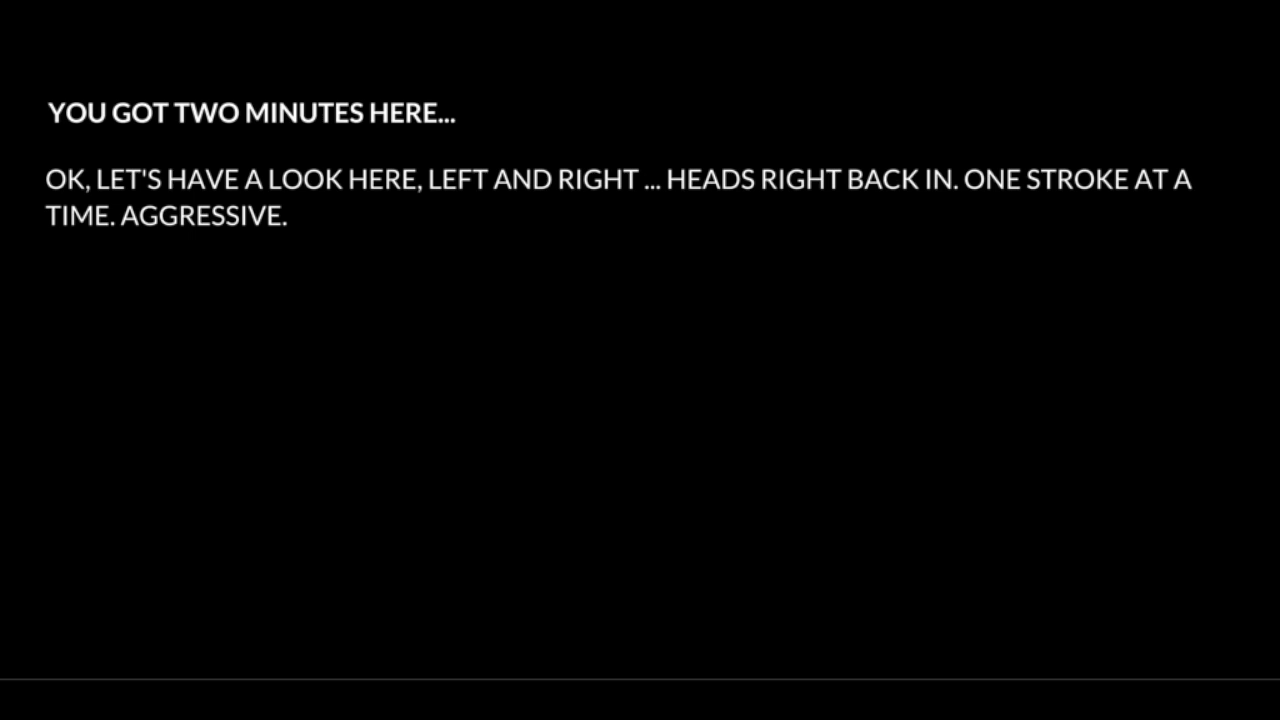 YOU GOT TWO MINUTES HERE...
OK, LET'S HAVE A LOOK HERE, LEFT AND RIGHT ... HEADS RIGHT BACK IN. ONE STROKE AT A
TIME. AGGRESSIVE.